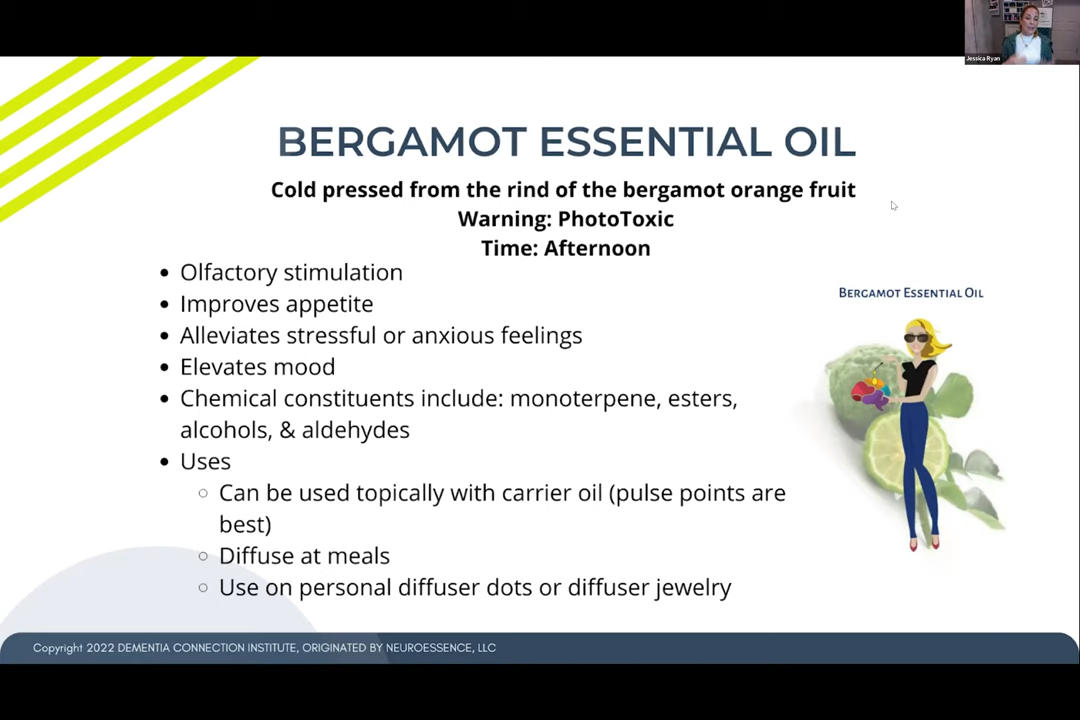 Jessica Ryan
BERGAMOT ESSENTIAL OIL
Cold pressed from the rind of the bergamot orange fruit
Warning: PhotoToxic
Time: Afternoon
• Olfactory stimulation
• Improves appetite
• Alleviates stressful or anxious feelings
• Elevates mood
• Chemical constituents include: monoterpene, esters,
alcohols, & aldehydes
• Uses
○ Can be used topically with carrier oil (pulse points are
best)
○ Diffuse at meals
○ Use on personal diffuser dots or diffuser jewelry
BERGAMOT ESSENTIAL OIL
Copyright 2022 DEMENTIA CONNECTION INSTITUTE, ORIGINATED BY NEUROESSENCE, LLC